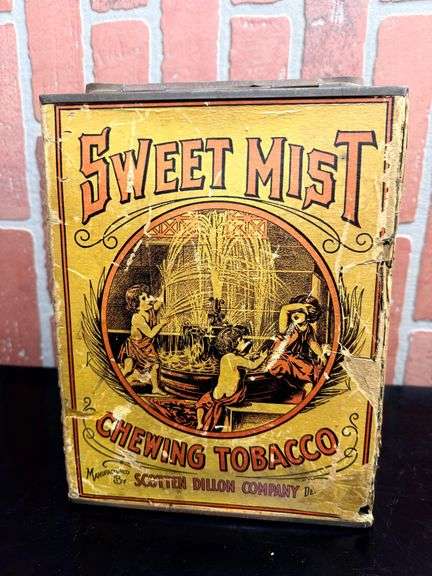 SWEET MIST
CHEWING TOBACCO
MANUFACTURED BY SCOTTEN DILLON COMPANY